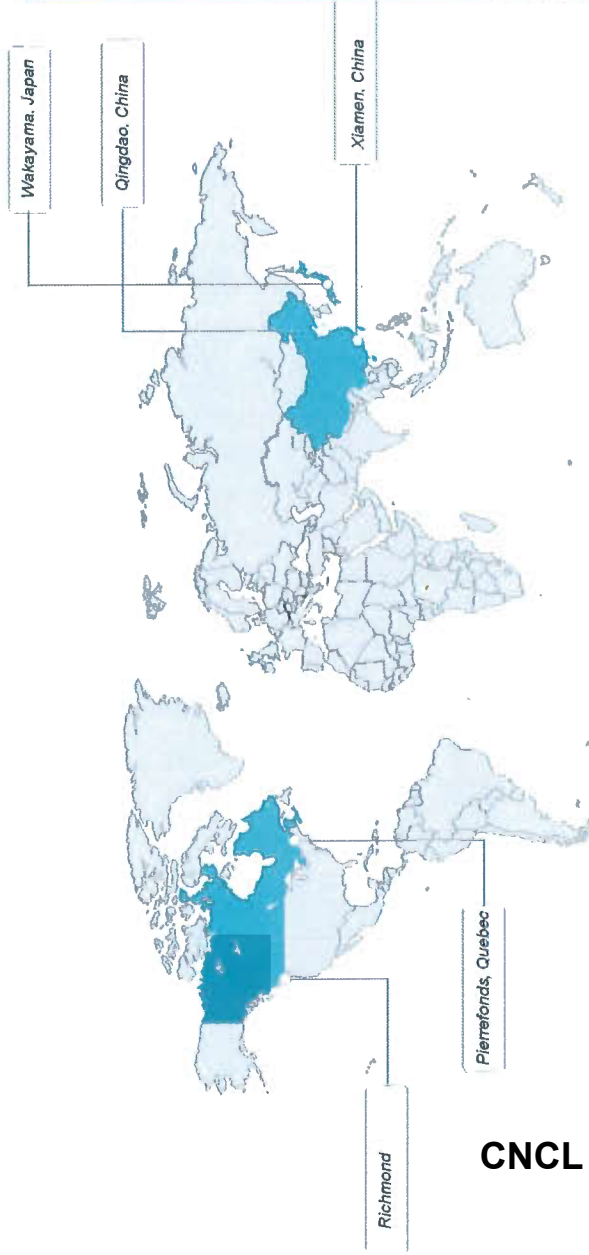 Wakayama, Japan
Qingdao, China
Xiamen, China
Pierrefonds, Quebec
Richmond
CNCL